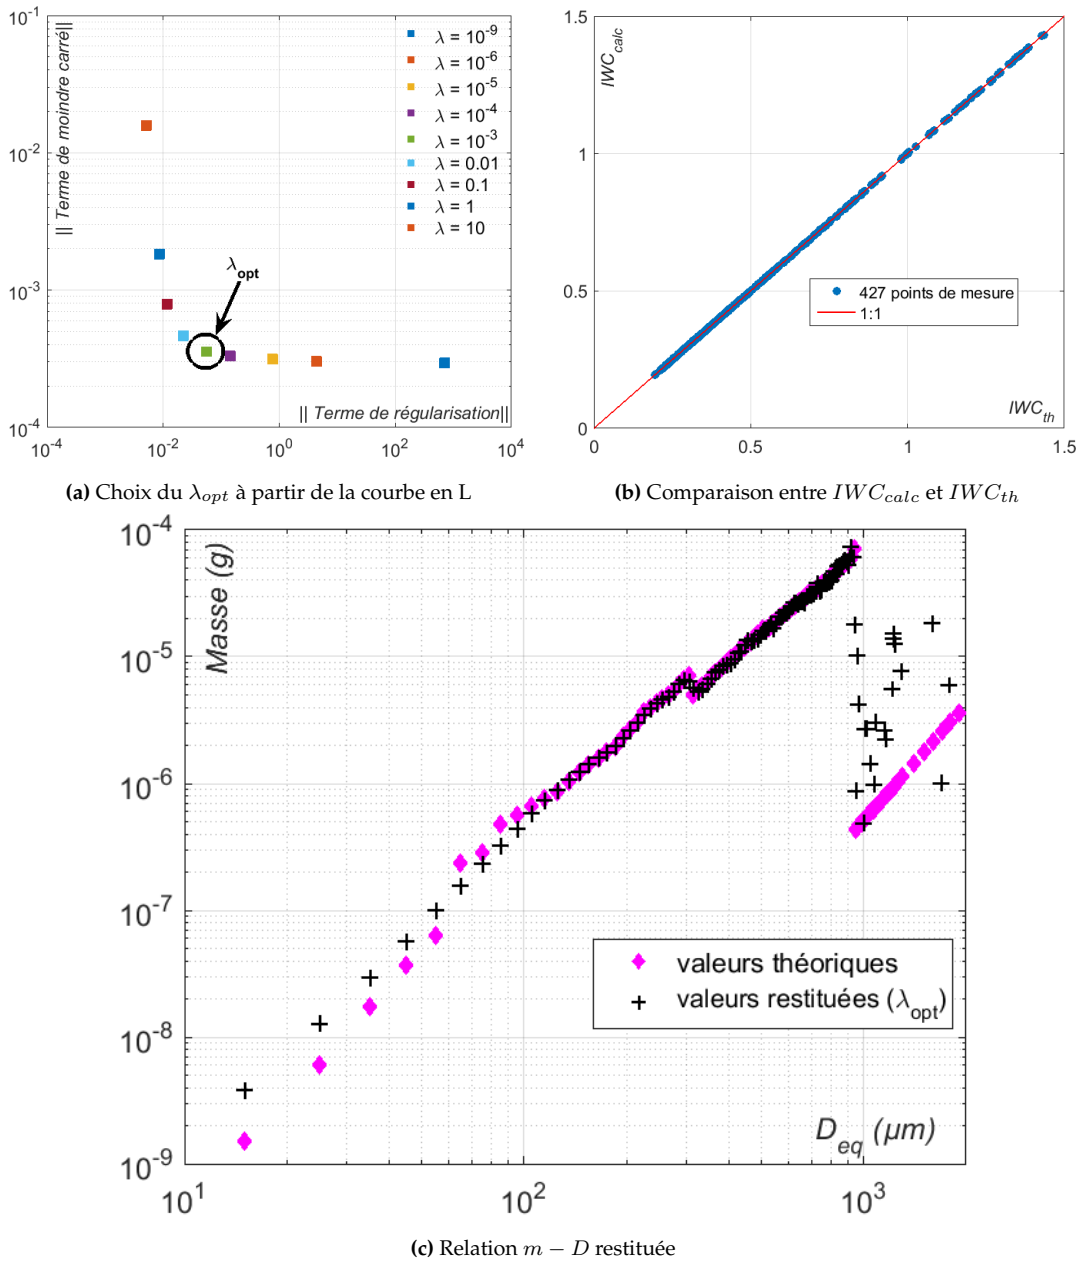 10^-1
10^-2
10^-3
10^-4
|| Terme de moindre carré||
λ = 10^-9
λ = 10^-6
λ = 10^-5
λ = 10^-4
λ = 10^-3
λ = 0.01
λ = 0.1
λ = 1
λ = 10
λ_opt
|| Terme de régularisation||
10^-4
10^-2
10^0
10^2
10^4
(a) Choix du λ_opt à partir de la courbe en L
1.5
1
0.5
0
IWC_calc
427 points de mesure
1:1
IWC_th
0
0.5
1
1.5
(b) Comparaison entre IWC_calc et IWC_th
10^-4
10^-5
10^-6
10^-7
10^-8
10^-9
Masse (g)
valeurs théoriques
valeurs restituées (λ_opt)
D_eq (µm)
10^1
10^2
10^3
(c) Relation m − D restituée